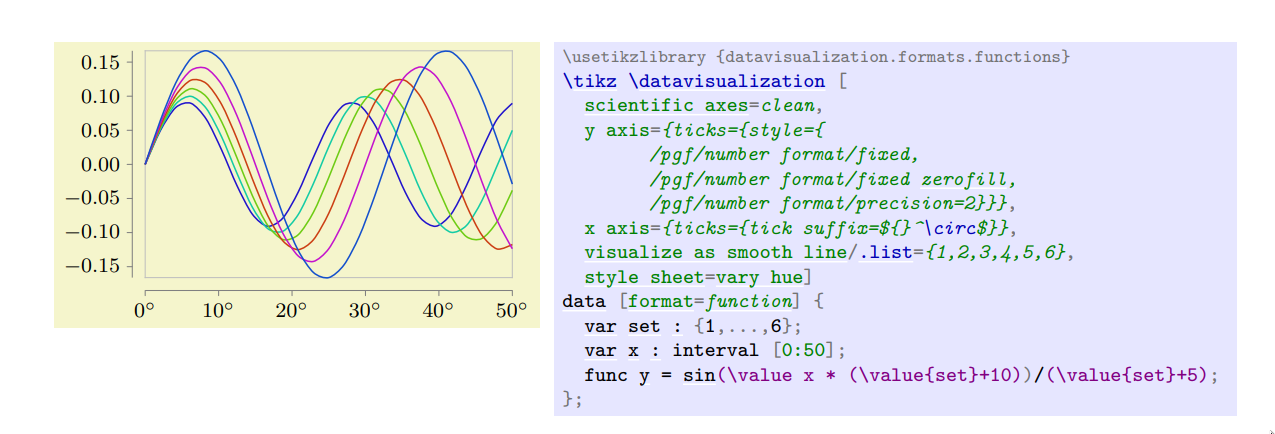 0.15
0.10
0.05
0.00
−0.05
−0.10
−0.15
0° 10° 20° 30° 40° 50°
\usetikzlibrary {datavisualization.formats.functions}
\tikz \datavisualization [
scientific axes=clean,
y axis={ticks={style={
/pgf/number format/fixed,
/pgf/number format/fixed zerofill,
/pgf/number format/precision=2}}},
x axis={ticks={tick suffix=${}^\circ$}},
visualize as smooth line/.list={1,2,3,4,5,6},
style sheet=vary hue]
data [format=function] {
var set : {1,...,6};
var x : interval [0:50];
func y = sin(\value x * (\value{set}+10))/(\value{set}+5);
};